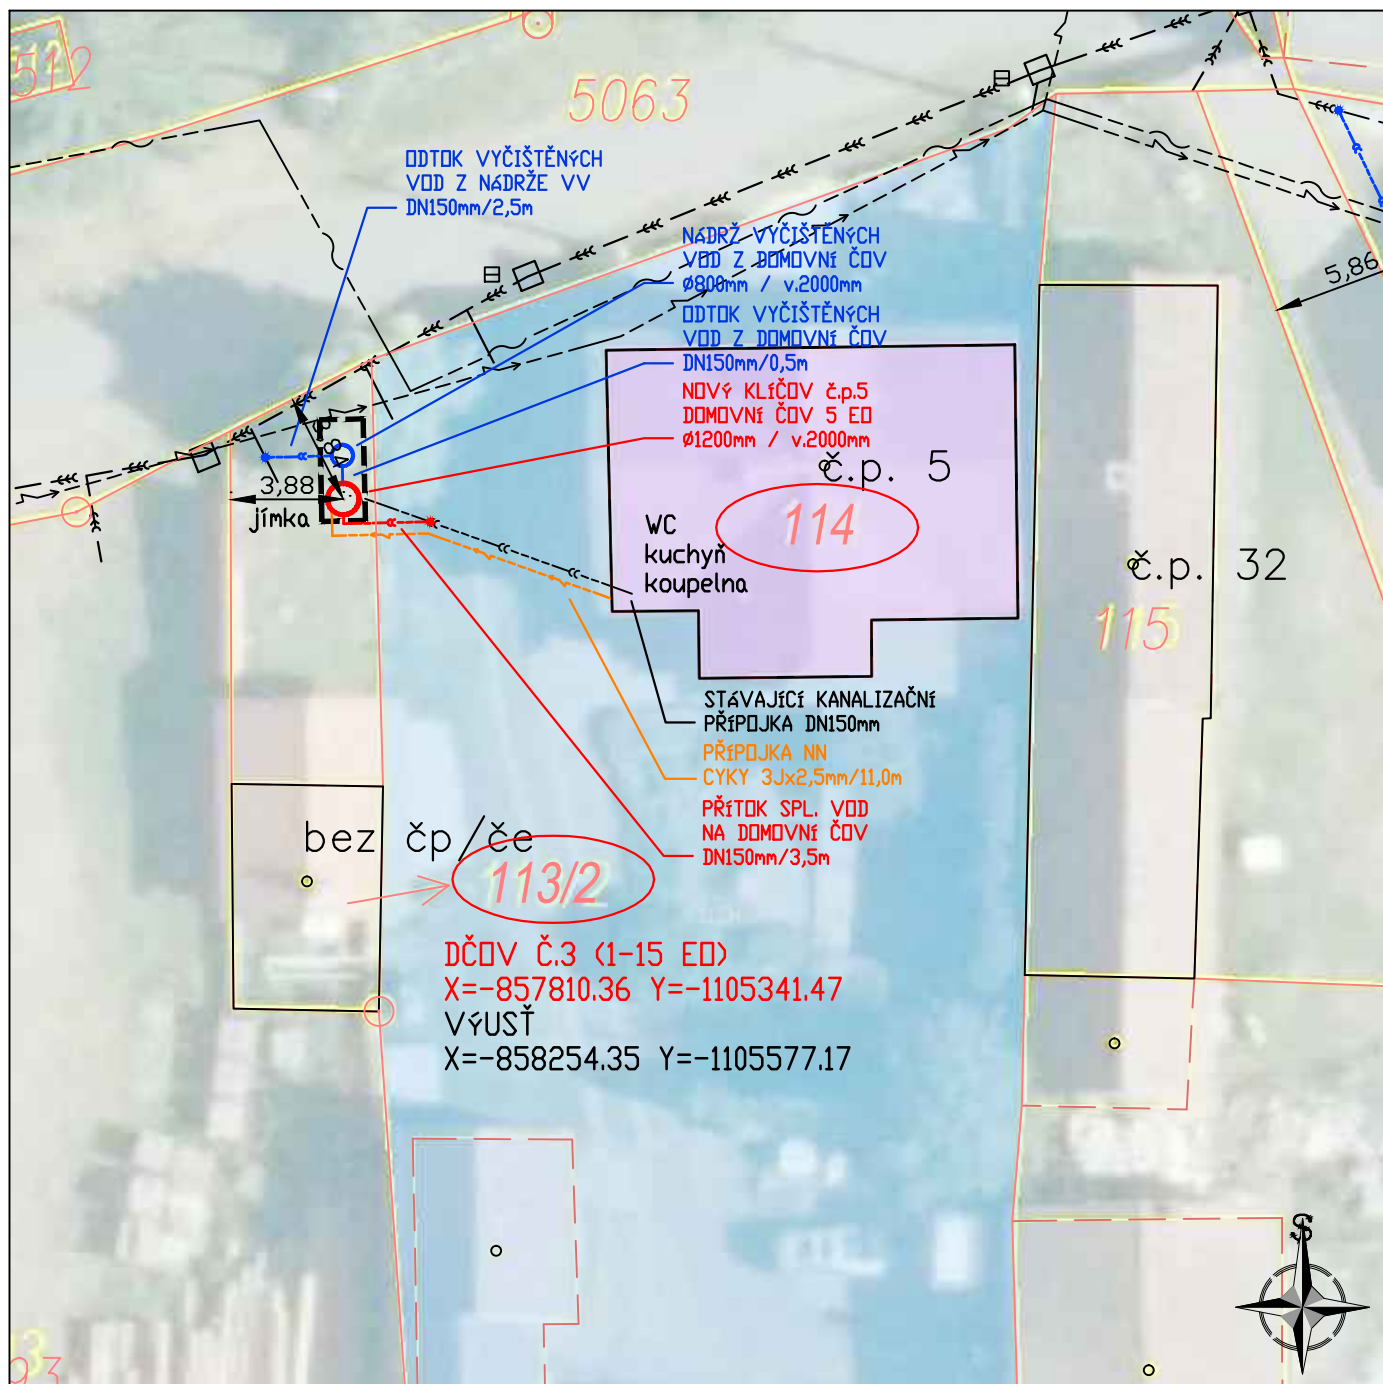 512
512
5063
ODTOK VYČIŠTĚNÝCH
VOD Z NÁDRŽE VV
DN150mm/2,5m
NÁDRŽ VYČIŠTĚNÝCH
VOD Z DOMOVNÍ ČOV
Ø800mm / v.2000mm
5,86
ODTOK VYČIŠTĚNÝCH
VOD Z DOMOVNÍ ČOV
DN150mm/0,5m
NOVÝ KLÍČOV č.p.5
DOMOVNÍ ČOV 5 EO
Ø1200mm / v.2000mm
č.p. 5
3,88
jímka
114
WC
kuchyň
koupelna
č.p. 32
115
STÁVAJÍCÍ KANALIZAČNÍ
PŘÍPOJKA DN150mm
PŘÍPOJKA NN
CYKY 3Jx2,5mm/11,0m
PŘÍTOK SPL. VOD
NA DOMOVNÍ ČOV
DN150mm/3,5m
bez čp/če
113/2
DČOV Č.3 (1-15 EO)
X=-857810.36 Y=-1105341.47
VÝUSŤ
X=-858254.35 Y=-1105577.17
S
93